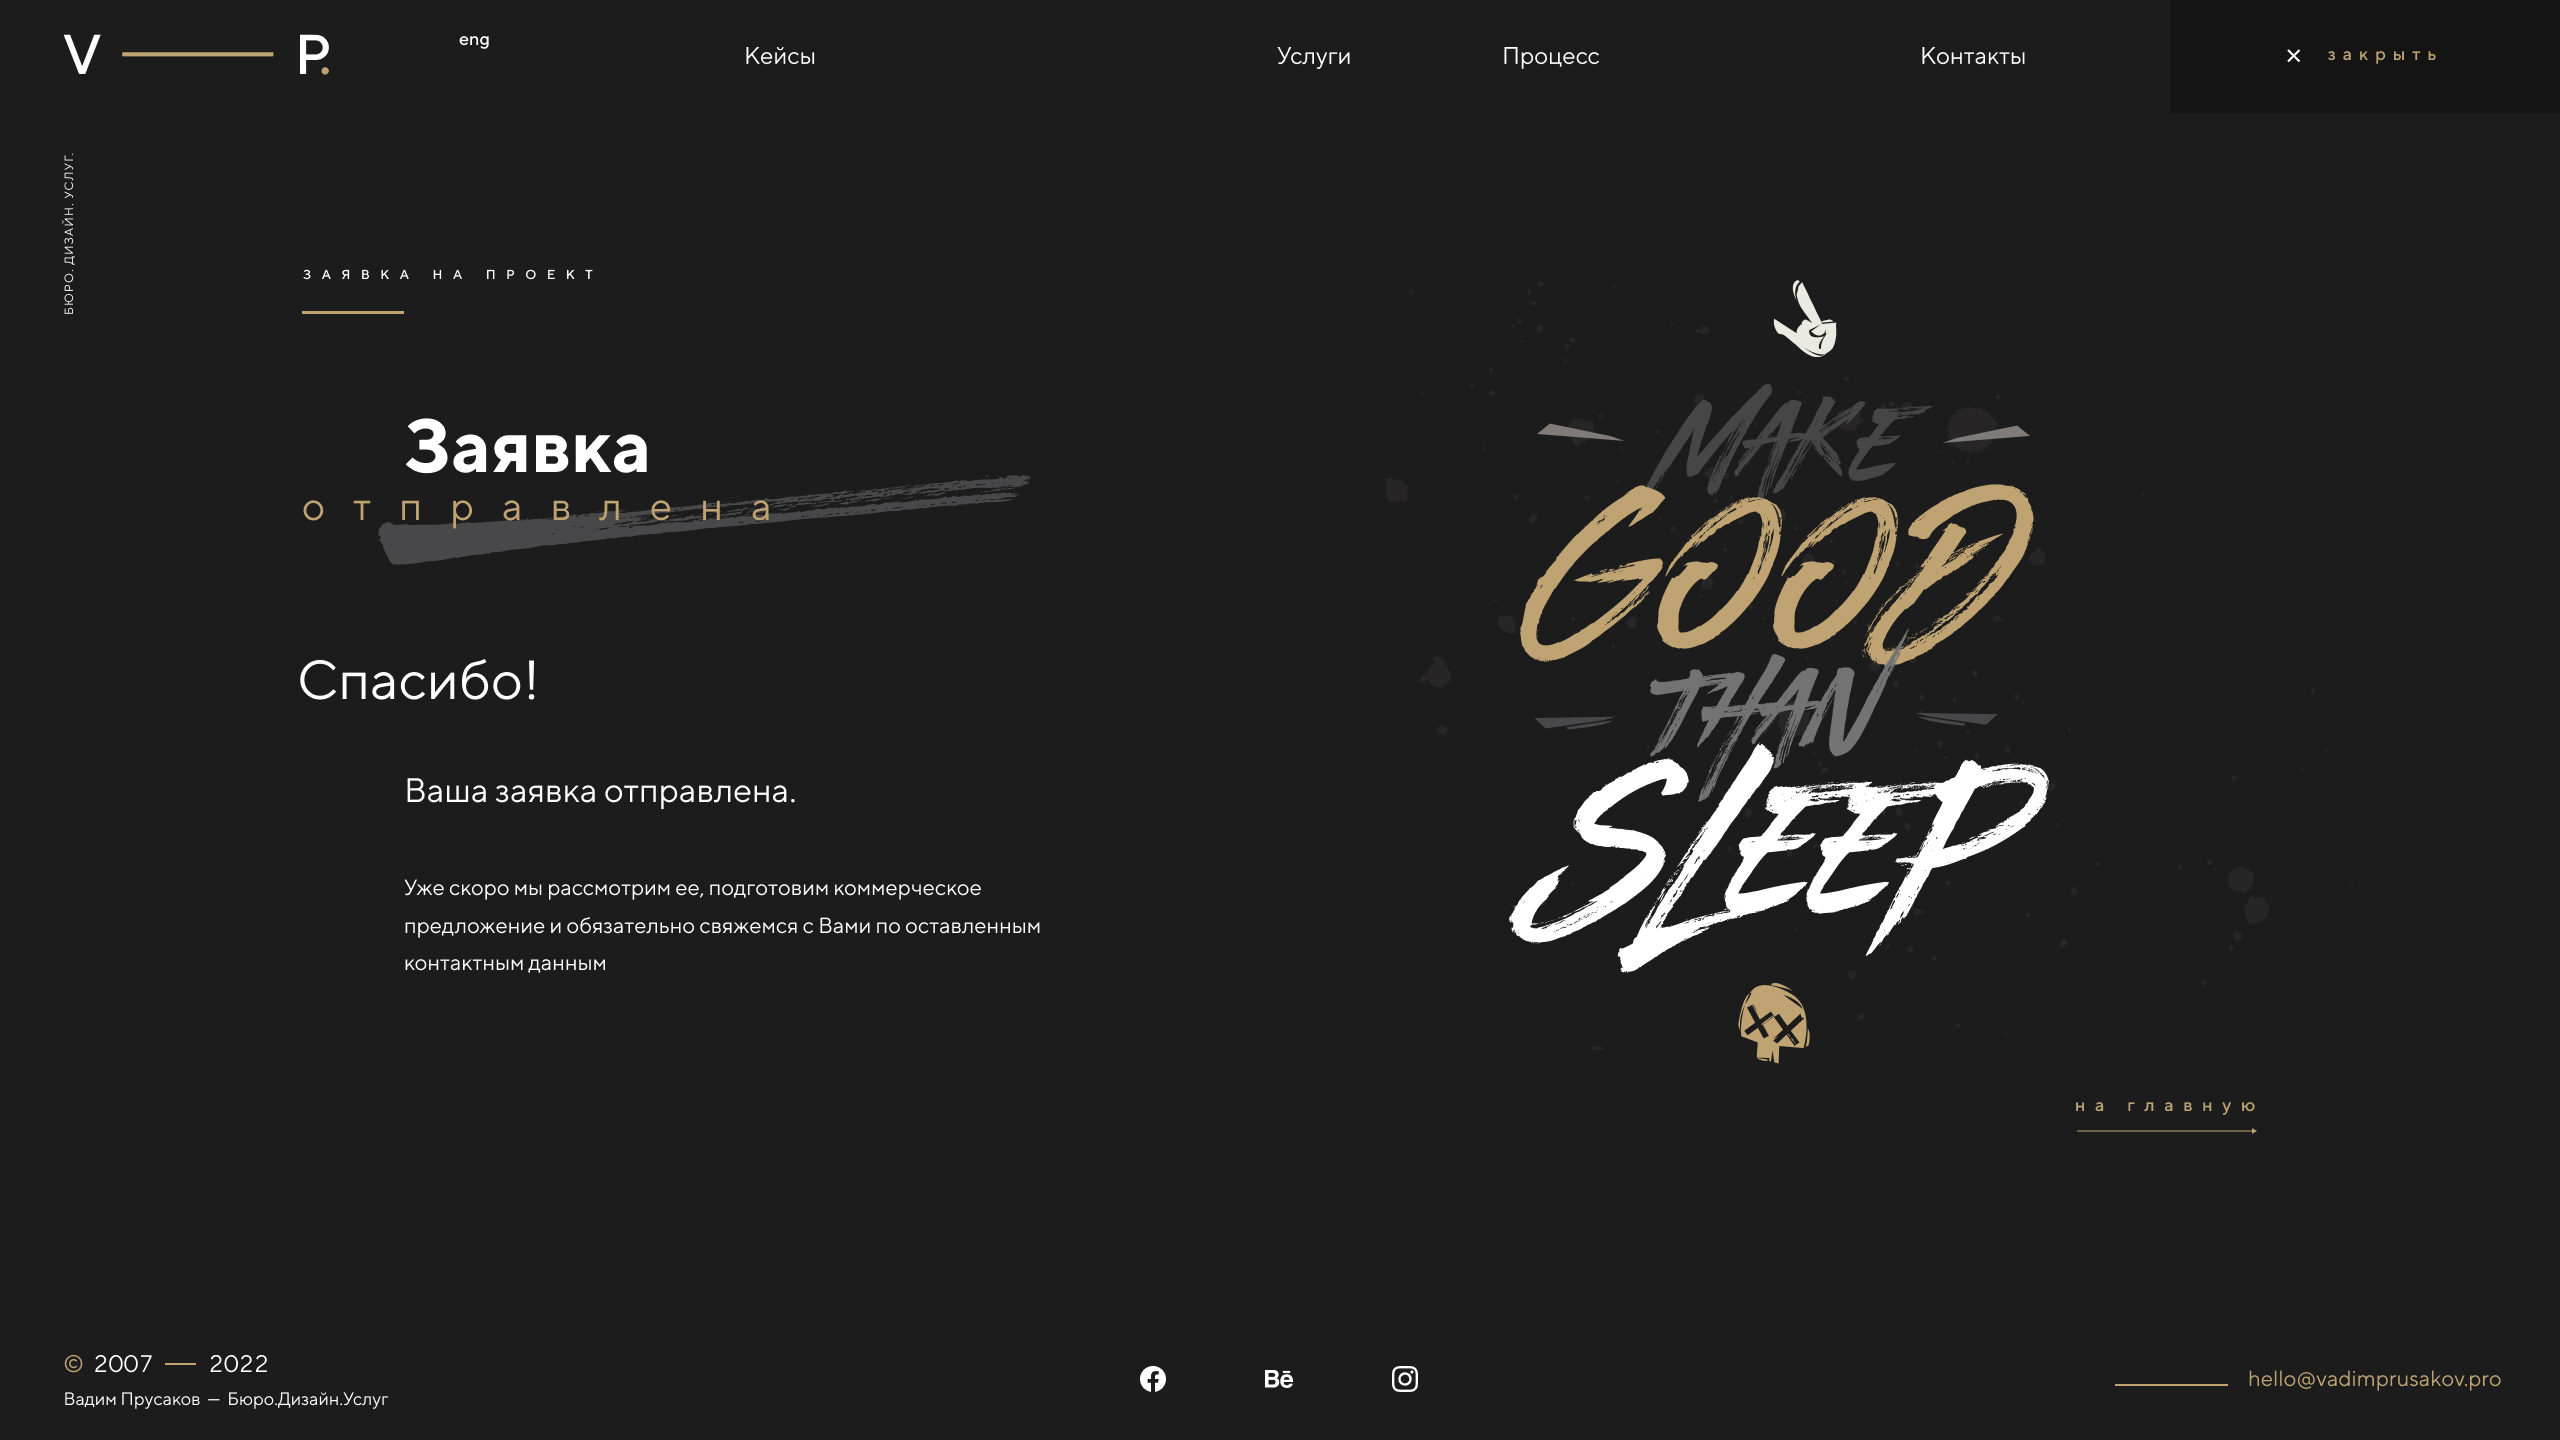 V P.
eng
Кейсы
Услуги
Процесс
Контакты
закрыть
БЮРО. ДИЗАЙН. УСЛУГ.
ЗАЯВКА НА ПРОЕКТ
Заявка
отправлена
Спасибо!
Ваша заявка отправлена.
Уже скоро мы рассмотрим ее, подготовим коммерческое
предложение и обязательно свяжемся с Вами по оставленным
контактным данным
MAKE
GOOD
THAN
SLEEP
на главную
© 2007 — 2022
Вадим Прусаков — Бюро.Дизайн.Услуг
Bē
hello@vadimprusakov.pro